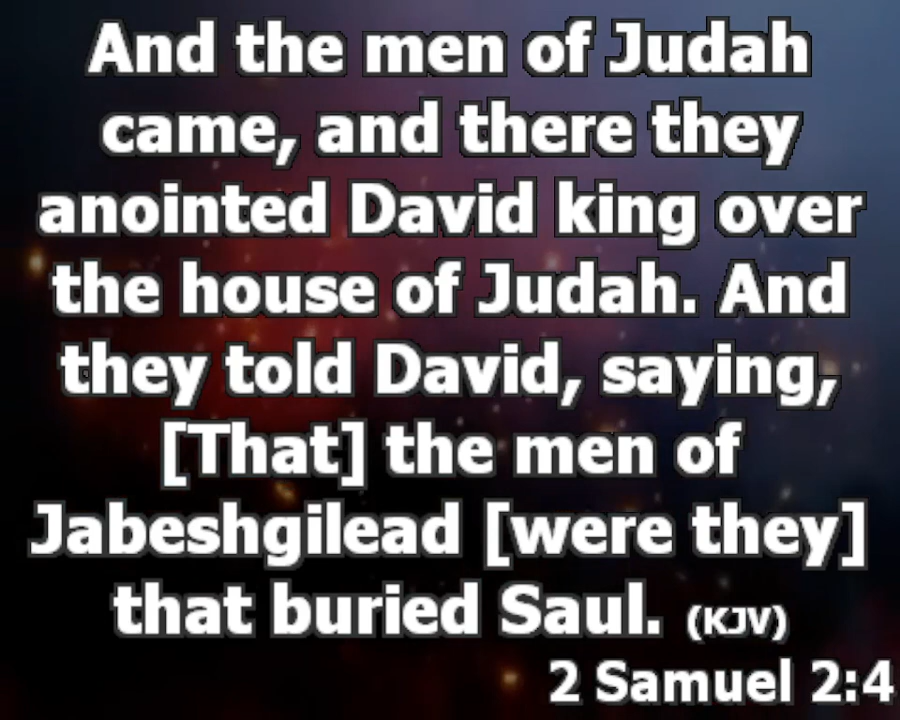 And the men of Judah
came, and there they
anointed David king over
the house of Judah. And
they told David, saying,
[That] the men of
Jabeshgilead [were they]
that buried Saul. (KJV)
2 Samuel 2:4